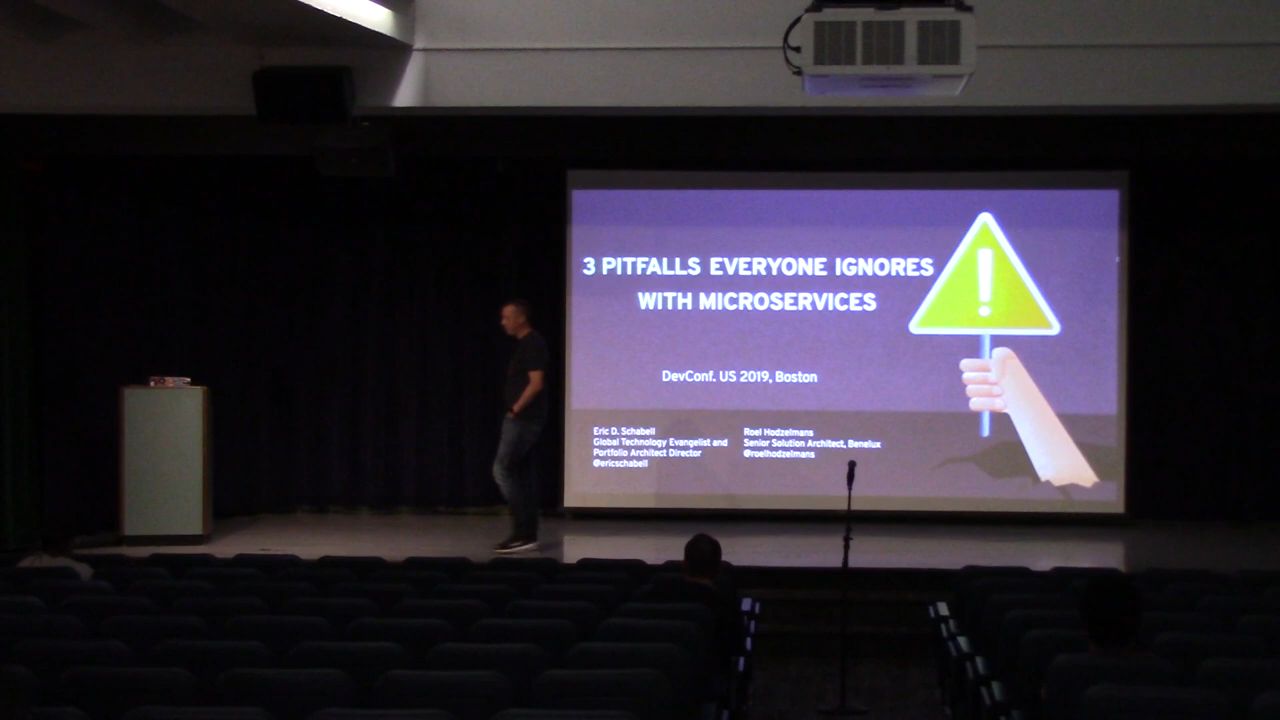 3 PITFALLS EVERYONE IGNORES
WITH MICROSERVICES
!
DevConf. US 2019, Boston
Eric D. Schabell
Global Technology Evangelist and
Portfolio Architect Director
@ericschabell
Roel Hodzelmans
Senior Solution Architect, Benelux
@roelhodzelmans